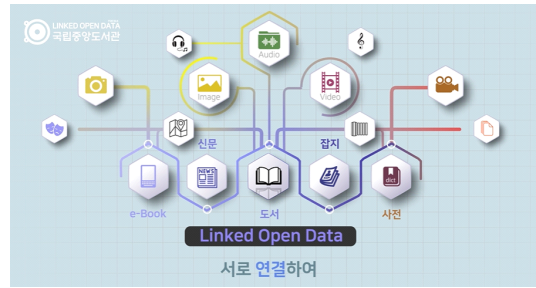 LINKED OPEN DATA
국립중앙도서관
Audio
Image
Video
신문
잡지
NEWS
dict
e-Book
도서
사전
Linked Open Data
서로 연결하여